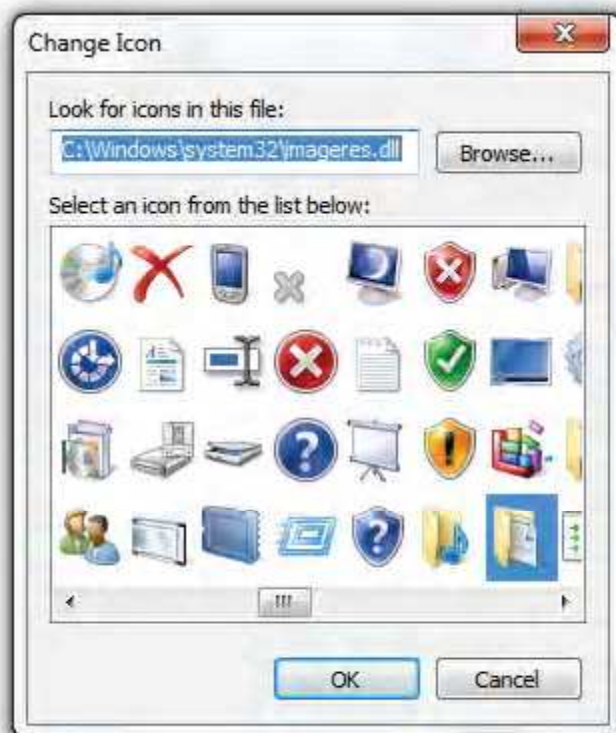 Change Icon
Look for icons in this file:
C:\Windows\system32\imageres.dll
Browse...
Select an icon from the list below:
OK
Cancel